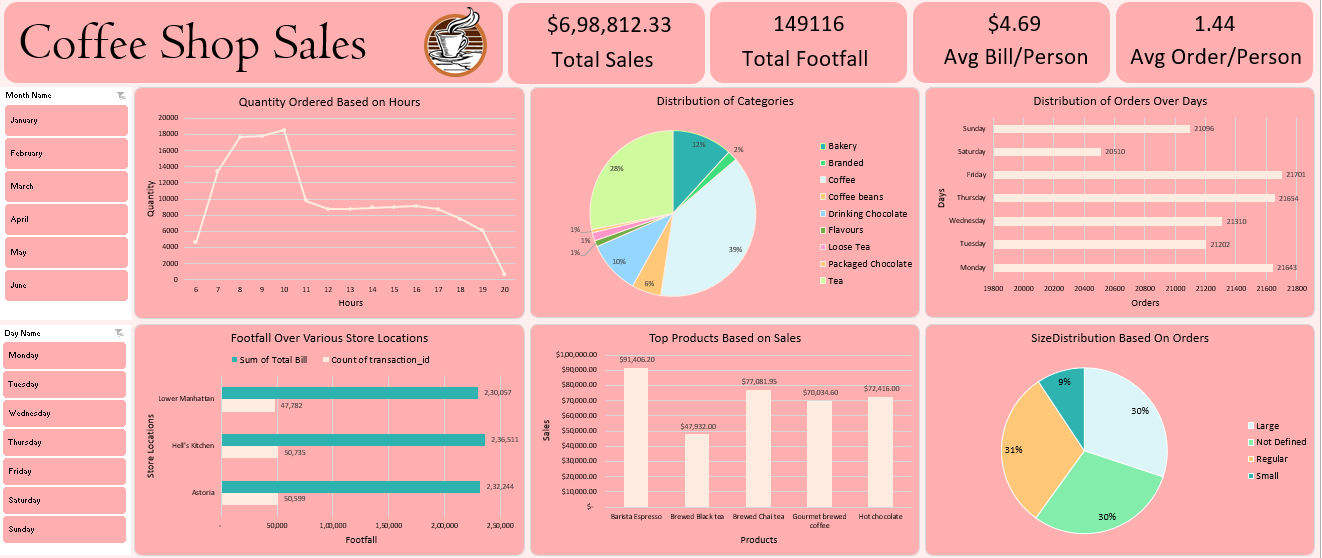 Coffee Shop Sales
$6,98,812.33
Total Sales
149116
Total Footfall
$4.69
Avg Bill/Person
1.44
Avg Order/Person
Month Name
January
February
March
April
May
June
Day Name
Monday
Tuesday
Wednesday
Thursday
Friday
Saturday
Sunday
Quantity Ordered Based on Hours
Quantity
20000
18000
16000
14000
12000
10000
8000
6000
4000
2000
0
6 7 8 9 10 11 12 13 14 15 16 17 18 19 20
Hours
Distribution of Categories
12%
2%
39%
6%
10%
1%
1%
1%
28%
Bakery
Branded
Coffee
Coffee beans
Drinking Chocolate
Flavours
Loose Tea
Packaged Chocolate
Tea
Distribution of Orders Over Days
Days
Sunday 21096
Saturday 20510
Friday 21701
Thursday 21654
Wednesday 21310
Tuesday 21202
Monday 21643
19800 20000 20200 20400 20600 20800 21000 21200 21400 21600 21800
Orders
Footfall Over Various Store Locations
Sum of Total Bill Count of transaction_id
Store Locations
Lower Manhattan 2,30,057
47,782
Hell's Kitchen 2,36,511
50,735
Astoria 2,32,244
50,599
- 50,000 1,00,000 1,50,000 2,00,000 2,50,000
Footfall
Top Products Based on Sales
Sales
$1,00,000.00
$90,000.00
$80,000.00
$70,000.00
$60,000.00
$50,000.00
$40,000.00
$30,000.00
$20,000.00
$10,000.00
$-
$91,406.20
$47,932.00
$77,081.95
$70,034.60
$72,416.00
Barista Espresso Brewed Black tea Brewed Chai tea Gourmet brewed coffee Hot chocolate
Products
SizeDistribution Based On Orders
30%
30%
31%
9%
Large
Not Defined
Regular
Small